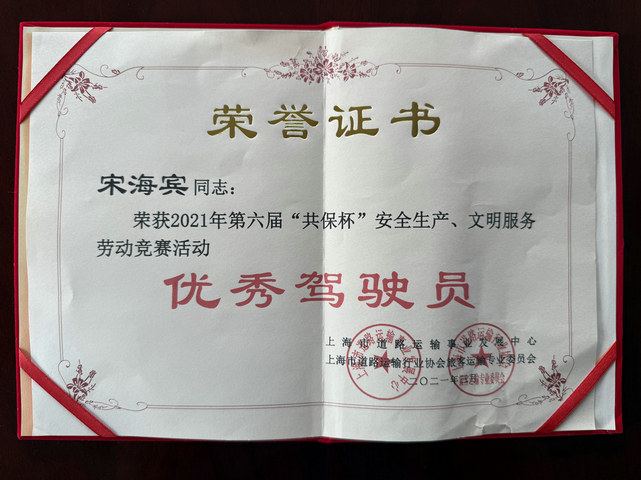 荣誉证书
宋海宾同志：
荣获2021年第六届“共保杯”安全生产、文明服务
劳动竞赛活动
优秀驾驶员
上海市道路运输事业发展中心
上海市道路运输行业协会旅客运输专业委员会
二〇二一年